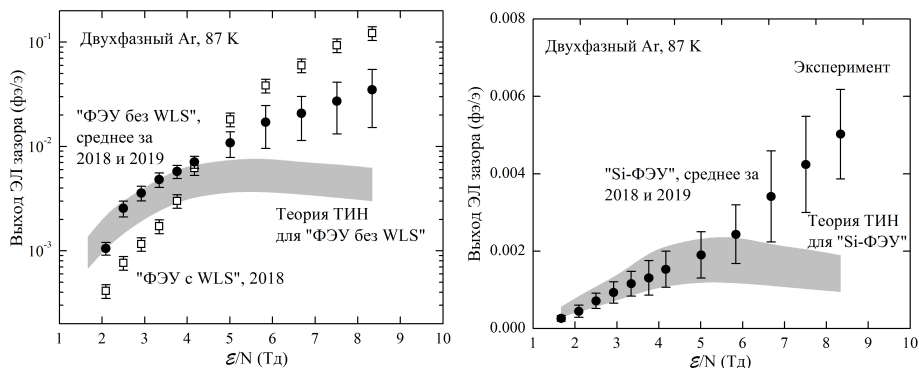 Выход ЭЛ зазора (фэ/э)
10⁻¹
10⁻²
10⁻³
Двухфазный Ar, 87 K
"ФЭУ без WLS",
среднее за
2018 и 2019
Теория ТИН
для "ФЭУ без WLS"
"ФЭУ с WLS", 2018
1 2 3 4 5 6 7 8 9 10
ℰ/N (Тд)
Выход ЭЛ зазора (фэ/э)
0.008
0.006
0.004
0.002
0.000
Двухфазный Ar, 87 K
Эксперимент
"Si-ФЭУ", среднее за
2018 и 2019
Теория ТИН
для "Si-ФЭУ"
1 2 3 4 5 6 7 8 9 10
ℰ/N (Тд)